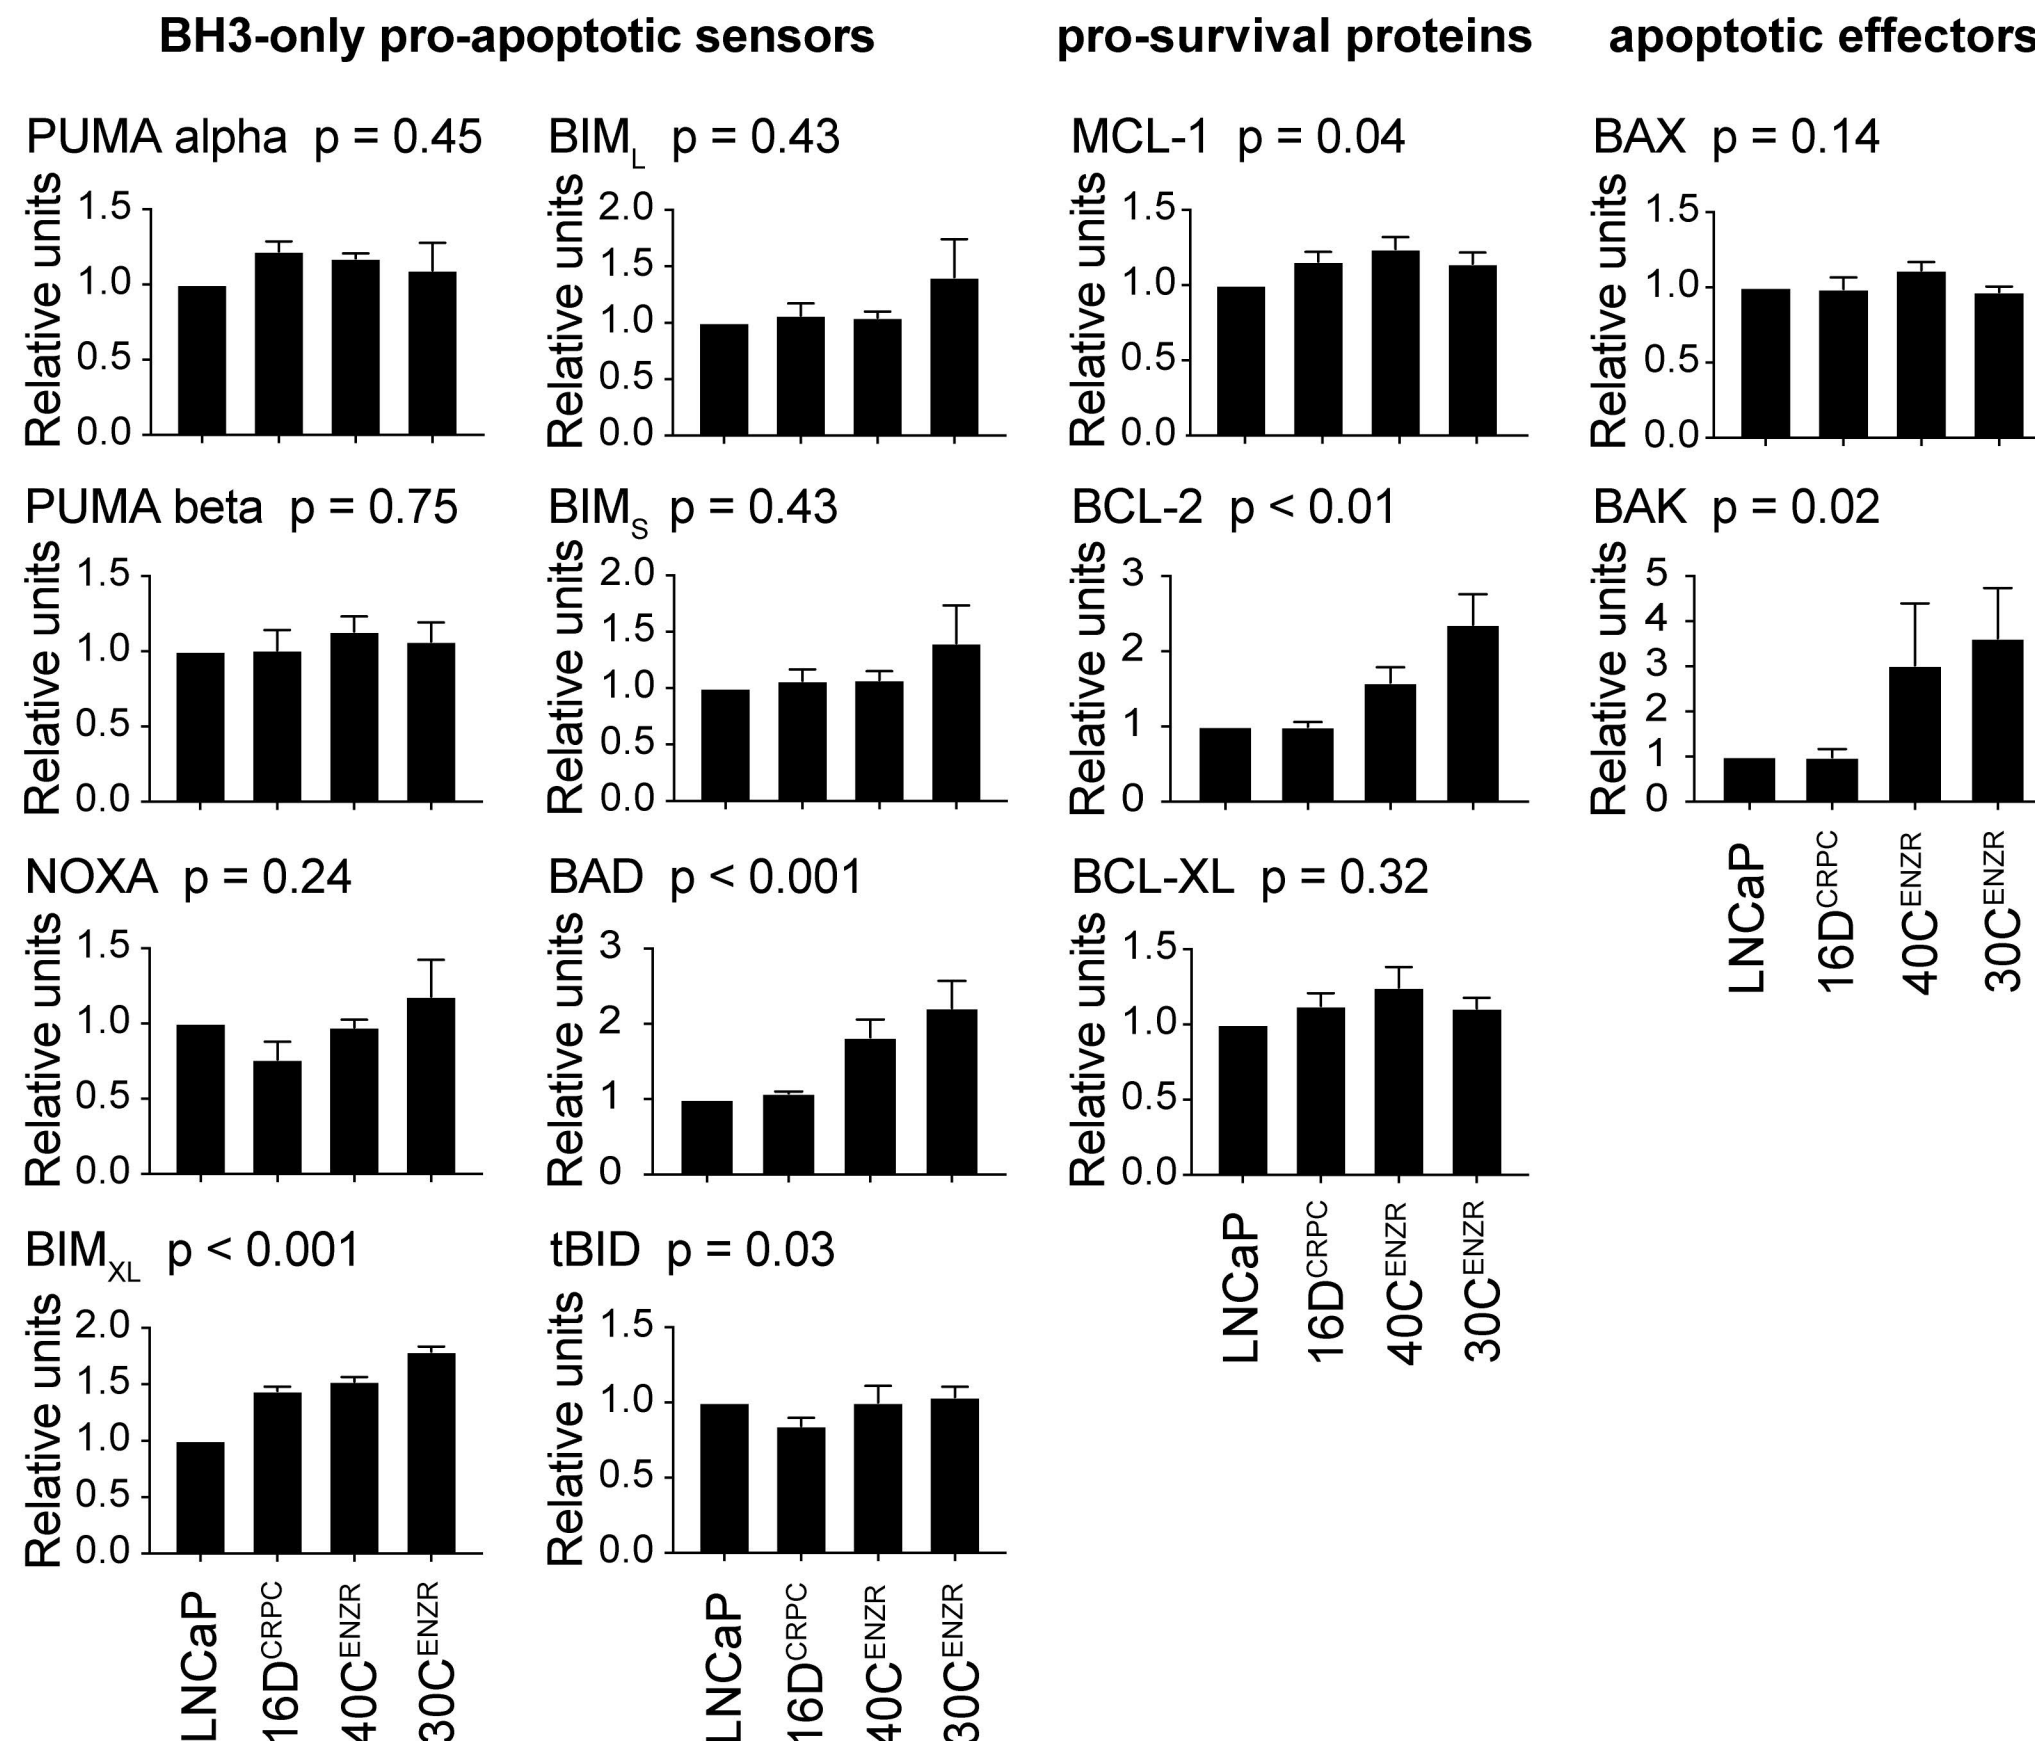 BH3-only pro-apoptotic sensors
pro-survival proteins
apoptotic effectors
PUMA alpha p = 0.45
Relative units
1.5
1.0
0.5
0.0
BIML p = 0.43
Relative units
2.0
1.5
1.0
0.5
0.0
MCL-1 p = 0.04
Relative units
1.5
1.0
0.5
0.0
BAX p = 0.14
Relative units
1.5
1.0
0.5
0.0
PUMA beta p = 0.75
Relative units
1.5
1.0
0.5
0.0
BIMS p = 0.43
Relative units
2.0
1.5
1.0
0.5
0.0
BCL-2 p < 0.01
Relative units
3
2
1
0
BAK p = 0.02
Relative units
5
4
3
2
1
0
LNCaP
16DCRPC
40CENZR
30CENZR
NOXA p = 0.24
Relative units
1.5
1.0
0.5
0.0
BAD p < 0.001
Relative units
3
2
1
0
BCL-XL p = 0.32
Relative units
1.5
1.0
0.5
0.0
LNCaP
16DCRPC
40CENZR
30CENZR
BIMXL p < 0.001
Relative units
2.0
1.5
1.0
0.5
0.0
LNCaP
16DCRPC
40CENZR
30CENZR
tBID p = 0.03
Relative units
1.5
1.0
0.5
0.0
LNCaP
16DCRPC
40CENZR
30CENZR